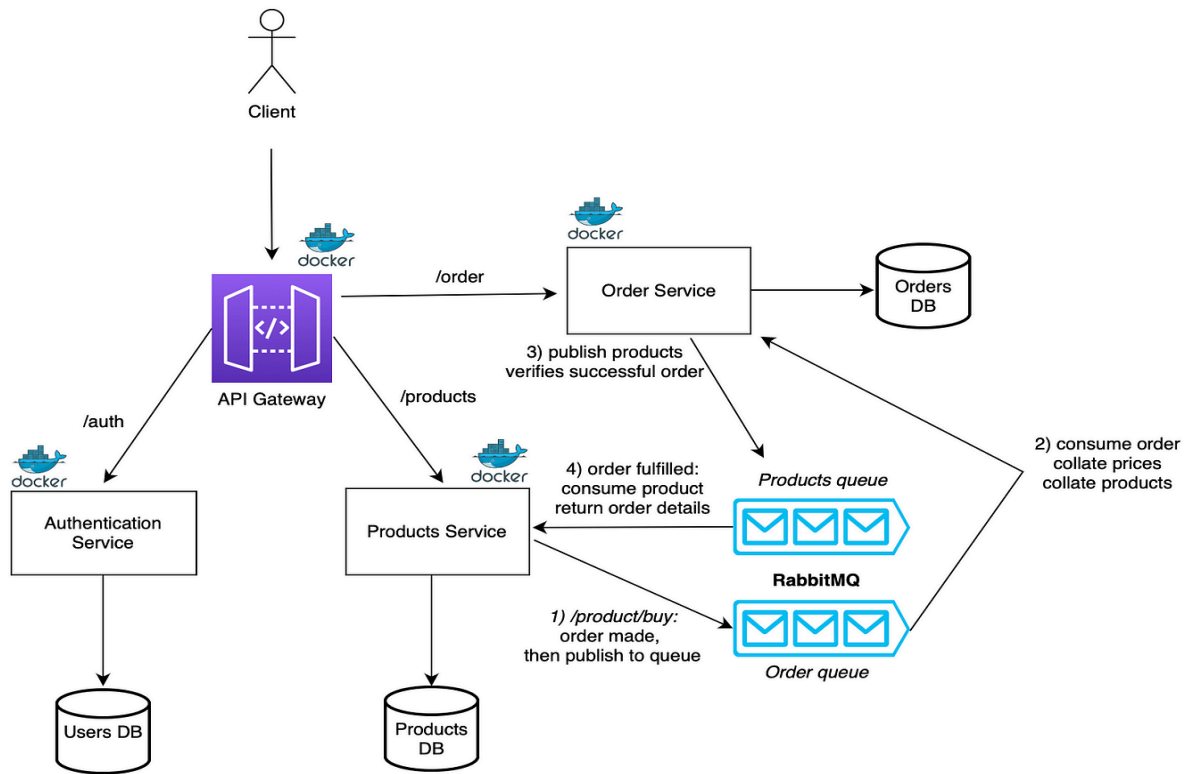 Client
docker
docker
/order
Order Service
Orders
DB
API Gateway
3) publish products
verifies successful order
/auth
/products
2) consume order
collate prices
collate products
docker
docker
4) order fulfilled:
consume product
return order details
Products queue
Authentication
Service
Products Service
RabbitMQ
1) /product/buy:
order made,
then publish to queue
Order queue
Users DB
Products
DB